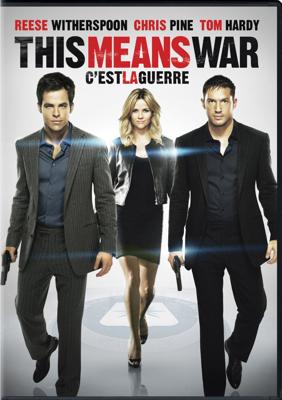 REESE WITHERSPOON CHRIS PINE TOM HARDY
THIS MEANS WAR
C'EST LA GUERRE